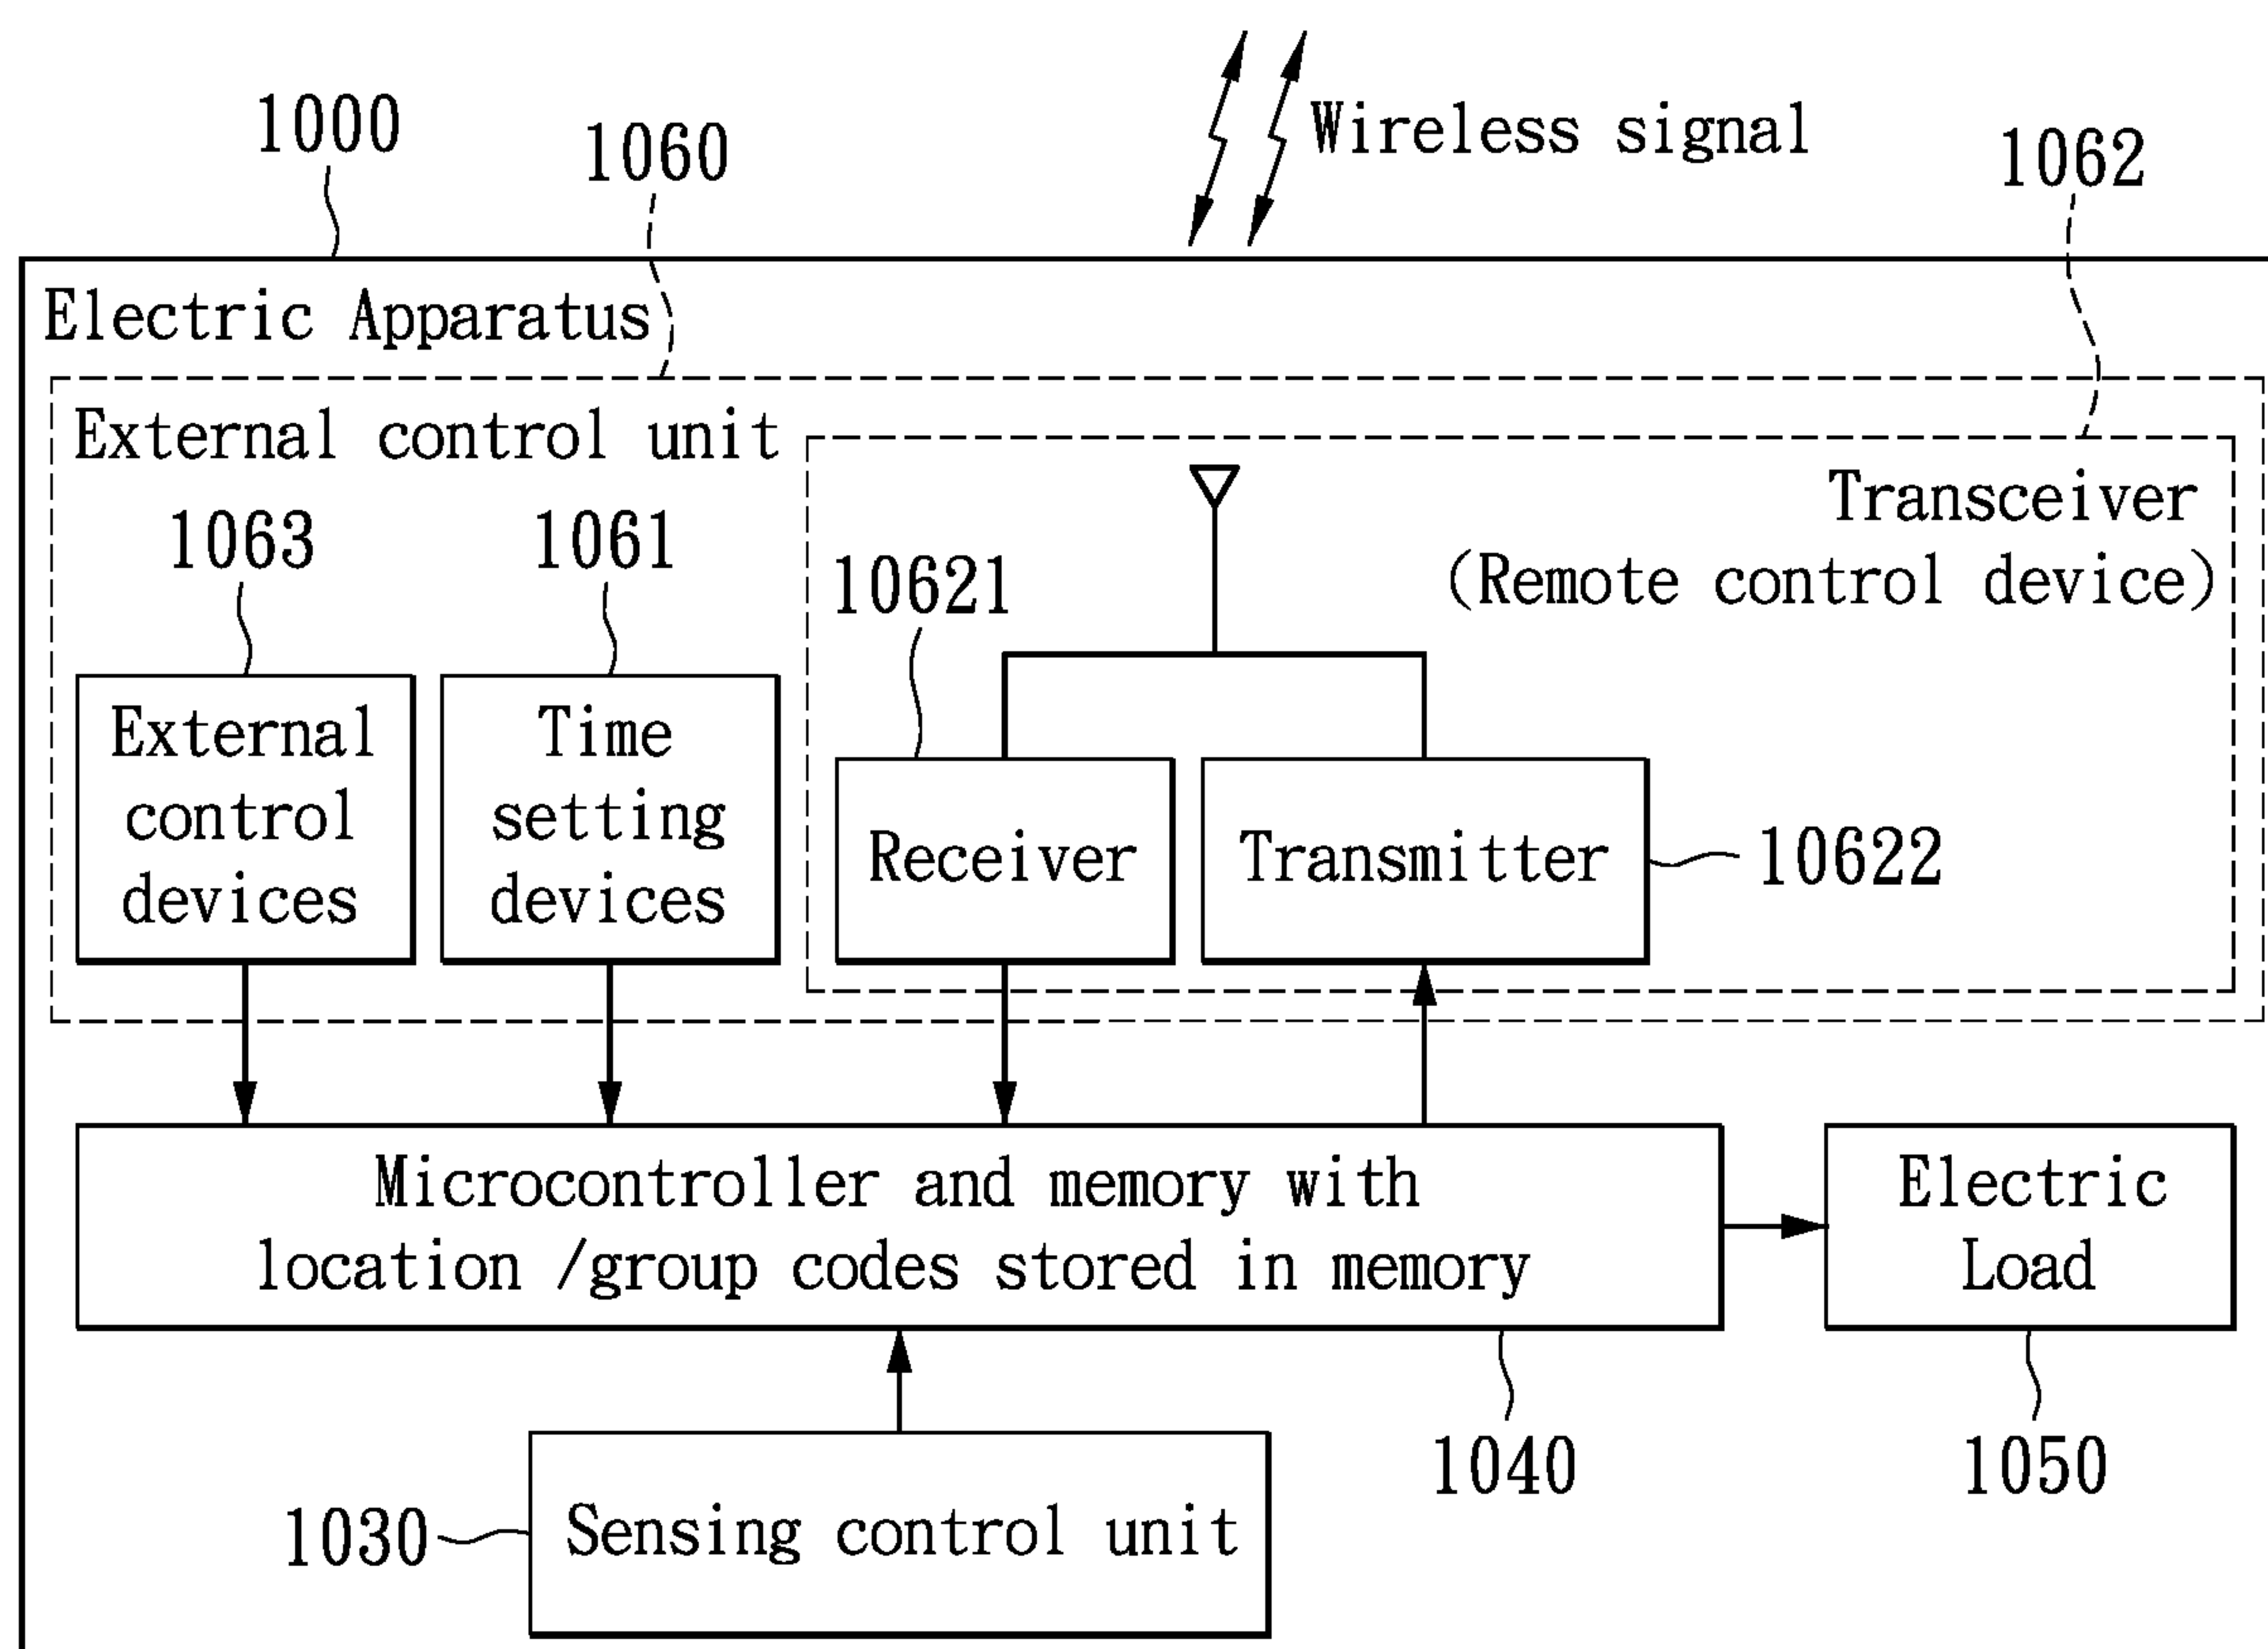 1000
1060
Wireless signal
1062
Electric Apparatus
External control unit
Transceiver
(Remote control device)
1063
1061
10621
External
control
devices
Time
setting
devices
Receiver
Transmitter
10622
Microcontroller and memory with
location /group codes stored in memory
Electric
Load
1040
1050
1030
Sensing control unit